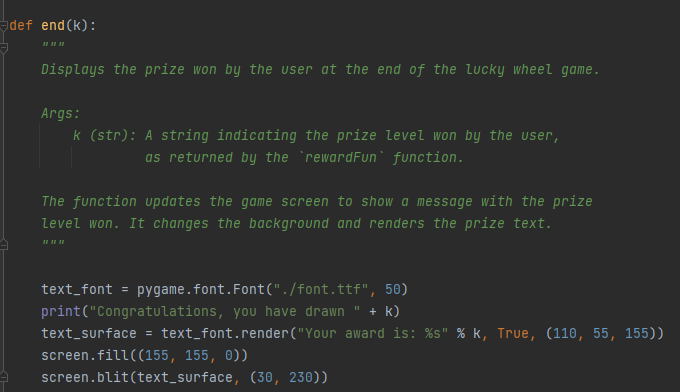 def end(k):
    """
    Displays the prize won by the user at the end of the lucky wheel game.

    Args:
        k (str): A string indicating the prize level won by the user,
                 as returned by the `rewardFun` function.

    The function updates the game screen to show a message with the prize
    level won. It changes the background and renders the prize text.
    """

    text_font = pygame.font.Font("./font.ttf", 50)
    print("Congratulations, you have drawn " + k)
    text_surface = text_font.render("Your award is: %s" % k, True, (110, 55, 155))
    screen.fill((155, 155, 0))
    screen.blit(text_surface, (30, 230))